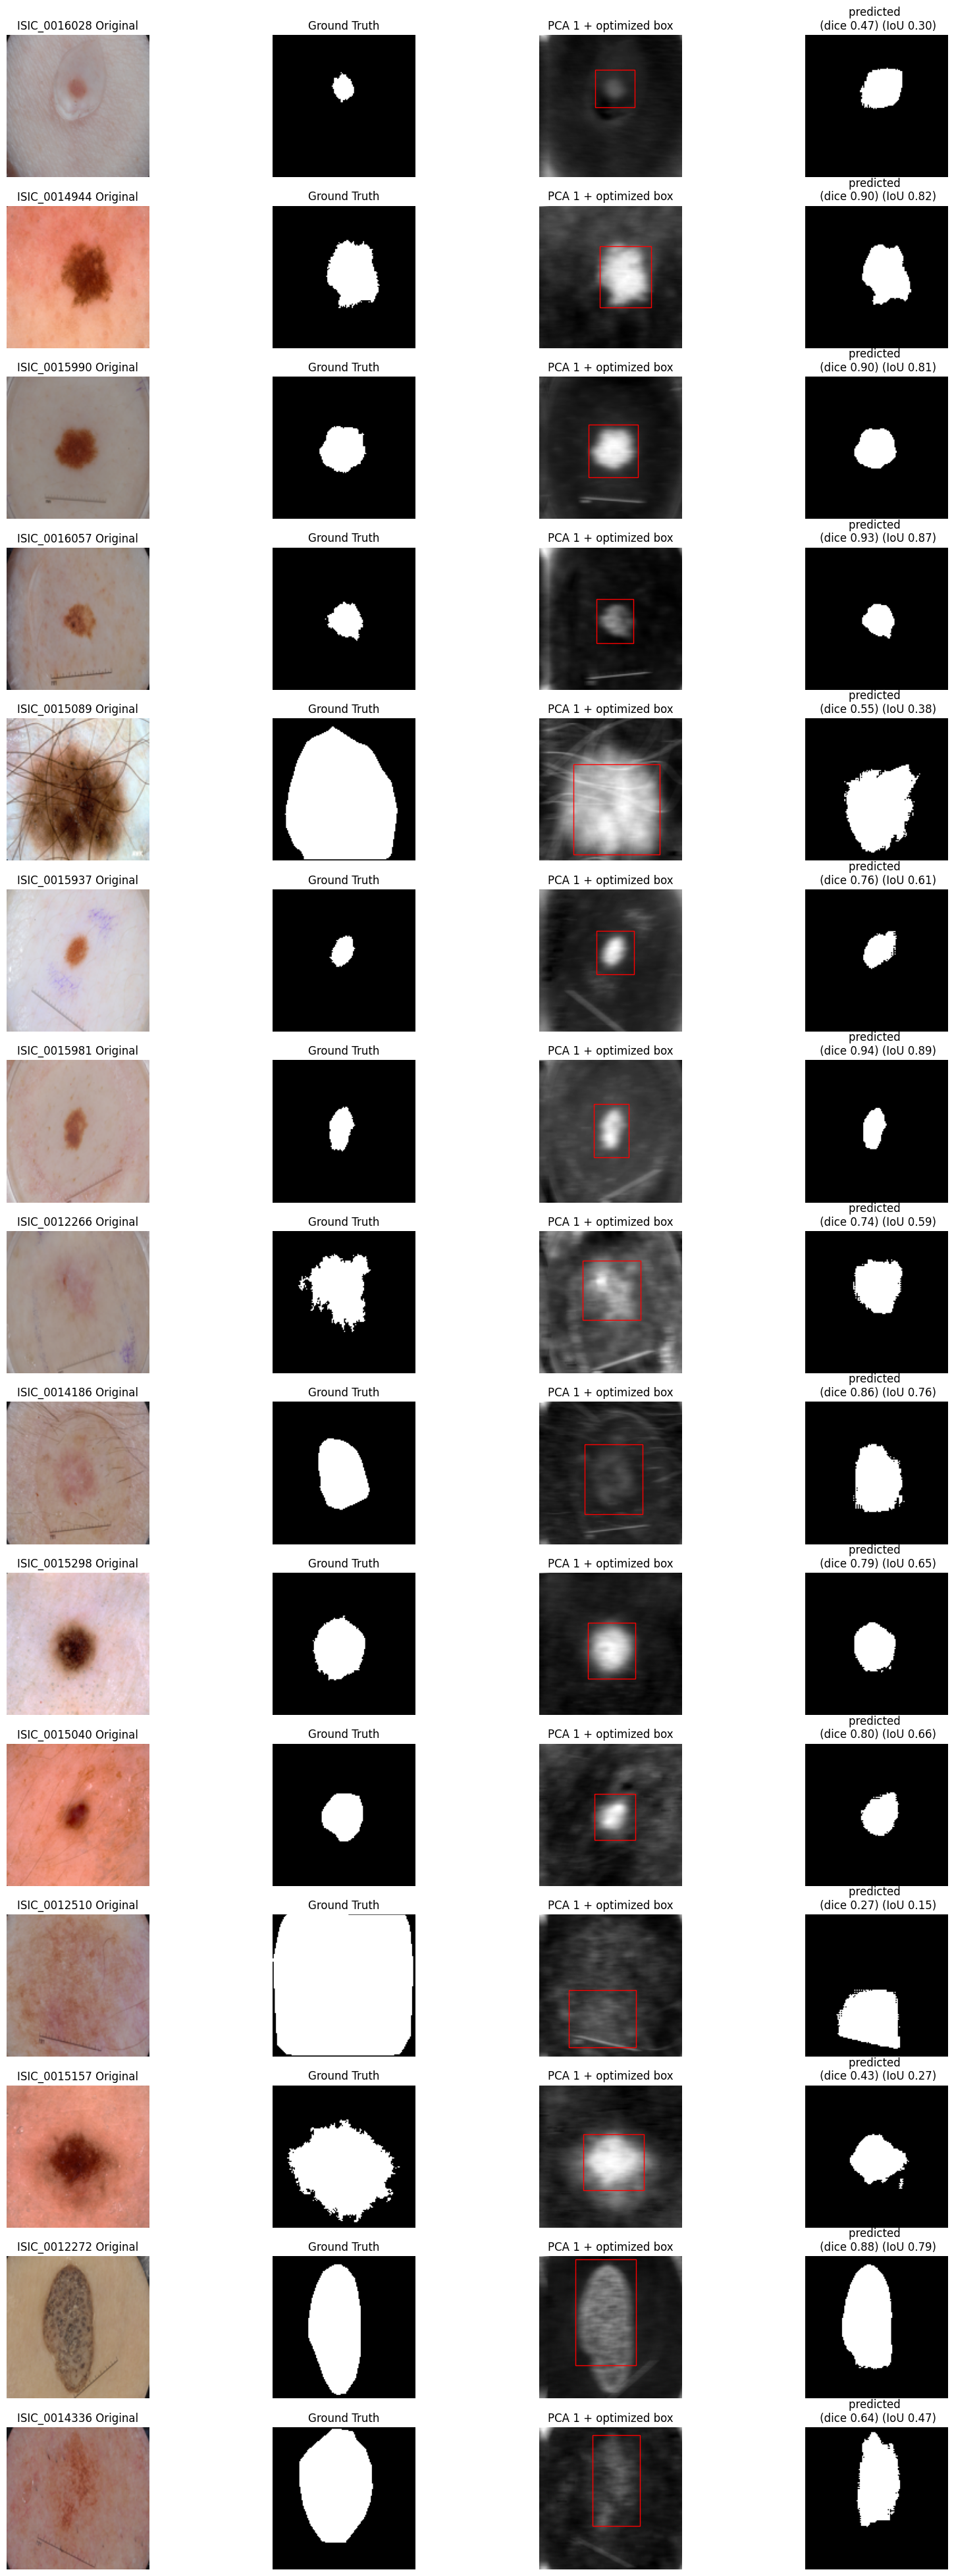 predicted
ISIC_0016028 Original Ground Truth PCA 1 + optimized box (dice 0.47) (IoU 0.30)
predicted
ISIC_0014944 Original Ground Truth PCA 1 + optimized box (dice 0.90) (IoU 0.82)
predicted
ISIC_0015990 Original Ground Truth PCA 1 + optimized box (dice 0.90) (IoU 0.81)
predicted
ISIC_0016057 Original Ground Truth PCA 1 + optimized box (dice 0.93) (IoU 0.87)
predicted
ISIC_0015089 Original Ground Truth PCA 1 + optimized box (dice 0.55) (IoU 0.38)
predicted
ISIC_0015937 Original Ground Truth PCA 1 + optimized box (dice 0.76) (IoU 0.61)
predicted
ISIC_0015981 Original Ground Truth PCA 1 + optimized box (dice 0.94) (IoU 0.89)
predicted
ISIC_0012266 Original Ground Truth PCA 1 + optimized box (dice 0.74) (IoU 0.59)
predicted
ISIC_0014186 Original Ground Truth PCA 1 + optimized box (dice 0.86) (IoU 0.76)
predicted
ISIC_0015298 Original Ground Truth PCA 1 + optimized box (dice 0.79) (IoU 0.65)
predicted
ISIC_0015040 Original Ground Truth PCA 1 + optimized box (dice 0.80) (IoU 0.66)
predicted
ISIC_0012510 Original Ground Truth PCA 1 + optimized box (dice 0.27) (IoU 0.15)
predicted
ISIC_0015157 Original Ground Truth PCA 1 + optimized box (dice 0.43) (IoU 0.27)
predicted
ISIC_0012272 Original Ground Truth PCA 1 + optimized box (dice 0.88) (IoU 0.79)
predicted
ISIC_0014336 Original Ground Truth PCA 1 + optimized box (dice 0.64) (IoU 0.47)